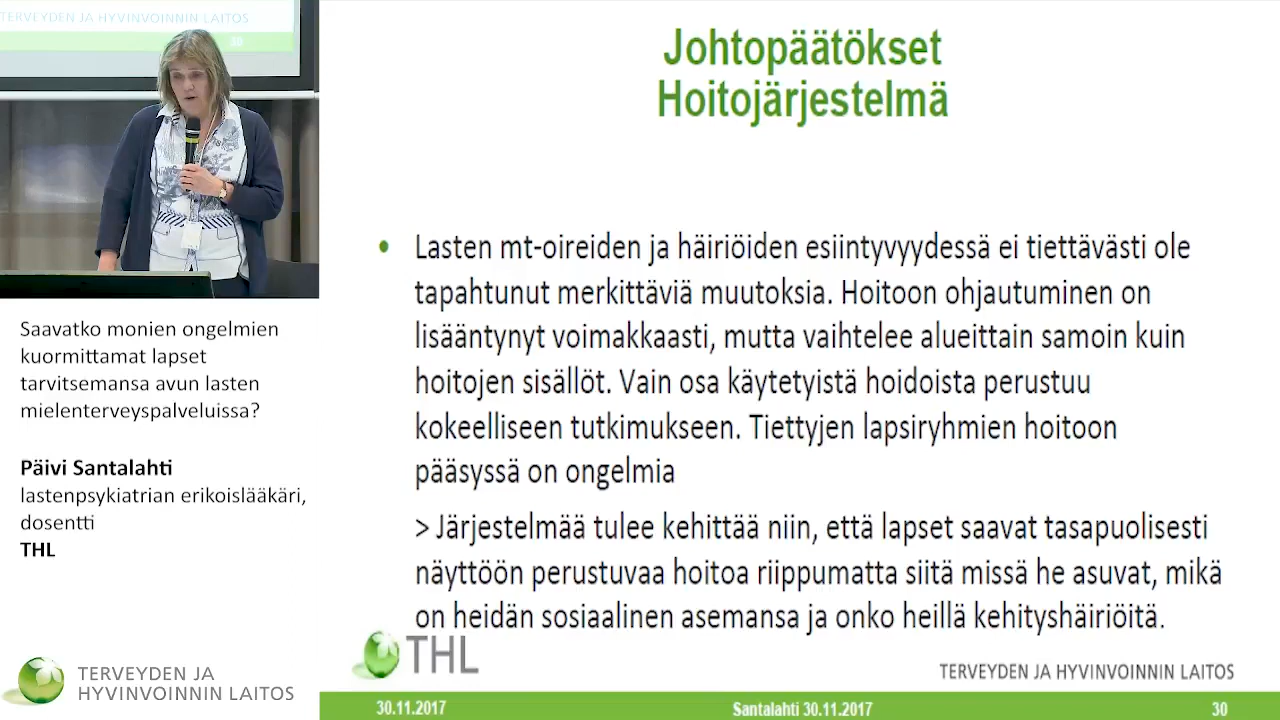 TERVEYDEN JA HYVINVOINNIN LAITOS
30
Saavatko monien ongelmien
kuormittamat lapset
tarvitsemansa avun lasten
mielenterveyspalveluissa?
Päivi Santalahti
lastenpsykiatrian erikoislääkäri,
dosentti
THL
TERVEYDEN JA
HYVINVOINNIN LAITOS
Johtopäätökset
Hoitojärjestelmä
• Lasten mt-oireiden ja häiriöiden esiintyvyydessä ei tiettävästi ole
tapahtunut merkittäviä muutoksia. Hoitoon ohjautuminen on
lisääntynyt voimakkaasti, mutta vaihtelee alueittain samoin kuin
hoitojen sisällöt. Vain osa käytetyistä hoidoista perustuu
kokeelliseen tutkimukseen. Tiettyjen lapsiryhmien hoitoon
pääsyssä on ongelmia
> Järjestelmää tulee kehittää niin, että lapset saavat tasapuolisesti
näyttöön perustuvaa hoitoa riippumatta siitä missä he asuvat, mikä
on heidän sosiaalinen asemansa ja onko heillä kehityshäiriöitä.
THL
TERVEYDEN JA HYVINVOINNIN LAITOS
30.11.2017
Santalahti 30.11.2017
30